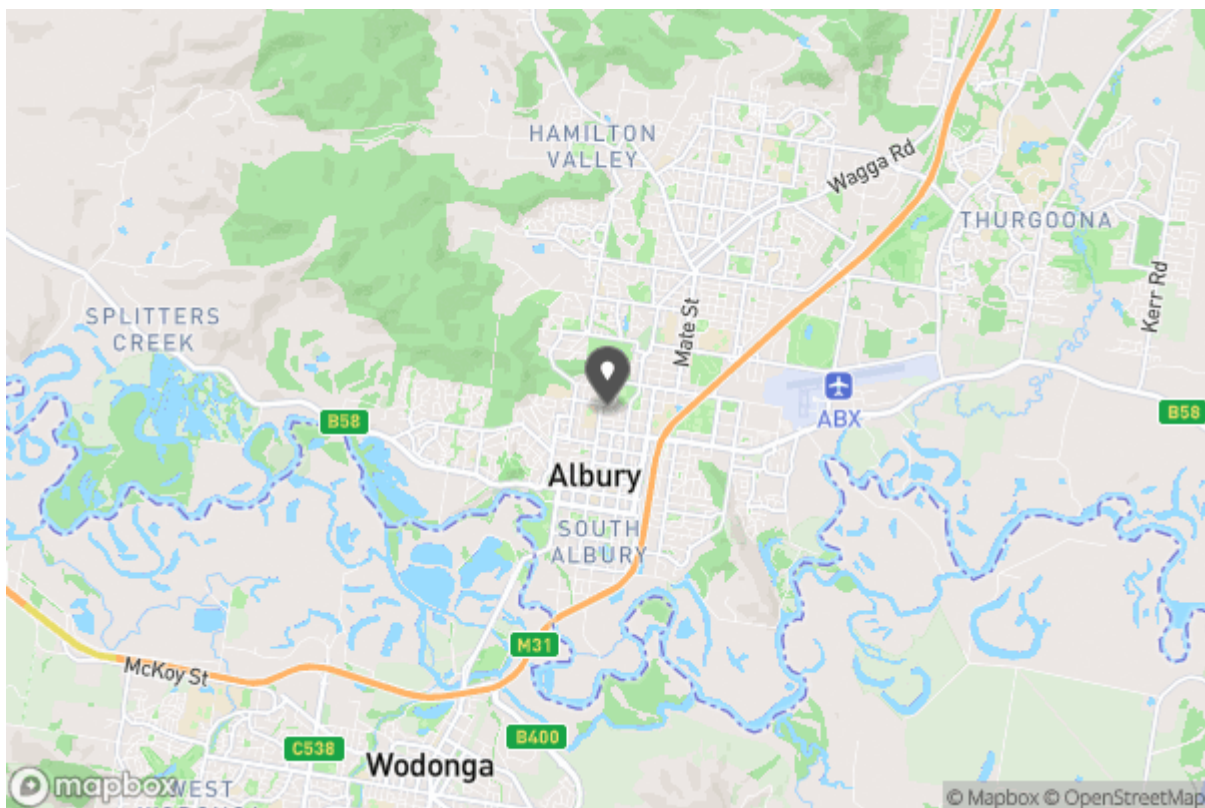 HAMILTON
VALLEY
Wagga Rd
THURGOONA
Kerr Rd
SPLITTERS
CREEK
Mate St
ABX
B58
B58
Albury
SOUTH
ALBURY
M31
McKoy St
B400
C538
Wodonga
mapbox
WEST
© Mapbox © OpenStreetMap